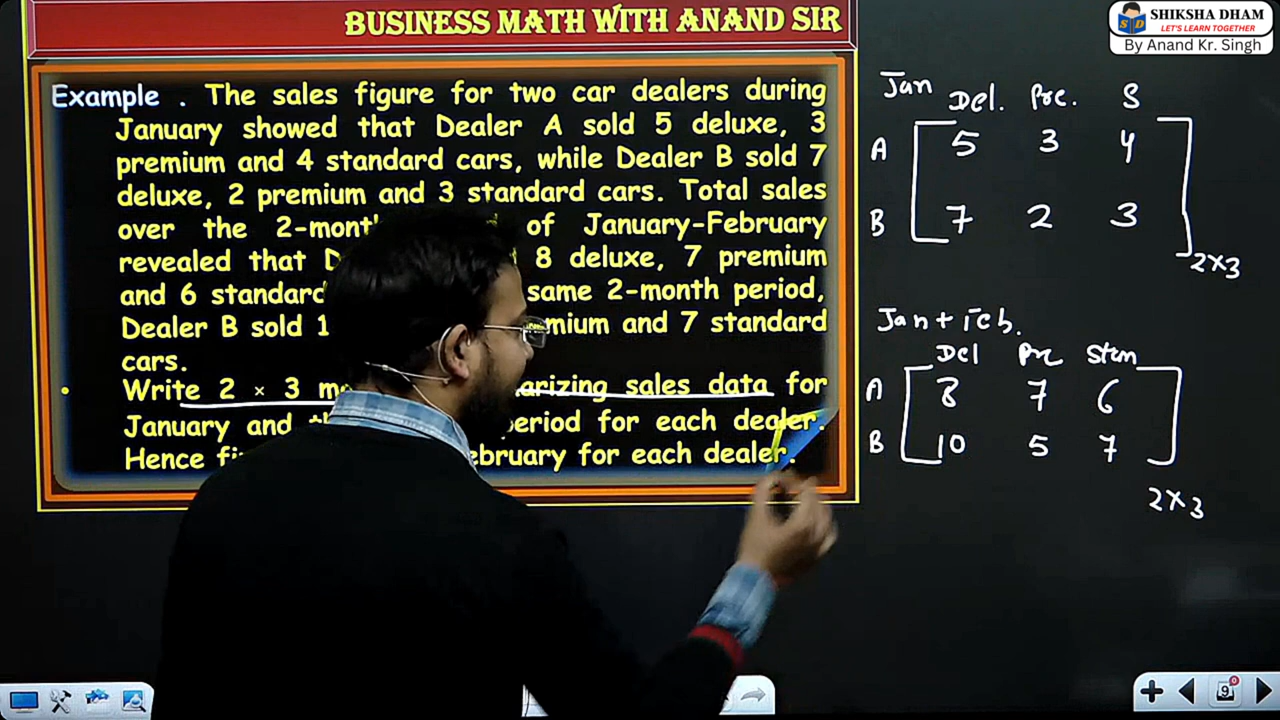 BUSINESS MATH WITH ANAND SIR
SHIKSHA DHAM
LET'S LEARN TOGETHER
By Anand Kr. Singh
Example . The sales figure for two car dealers during
January showed that Dealer A sold 5 deluxe, 3
premium and 4 standard cars, while Dealer B sold 7
deluxe, 2 premium and 3 standard cars. Total sales
over the 2-mont of January-February
revealed that D 8 deluxe, 7 premium
and 6 standard same 2-month period,
Dealer B sold 1 mium and 7 standard
cars.
• Write 2 × 3 m arizing sales data for
January and th eriod for each dealer.
Hence fi ebruary for each dealer.
Jan Del. Pre. S
A 5 3 4
B 7 2 3
2×3
Jan + Feb.
Del Pre Stan
A 8 7 6
B 10 5 7
2×3
9